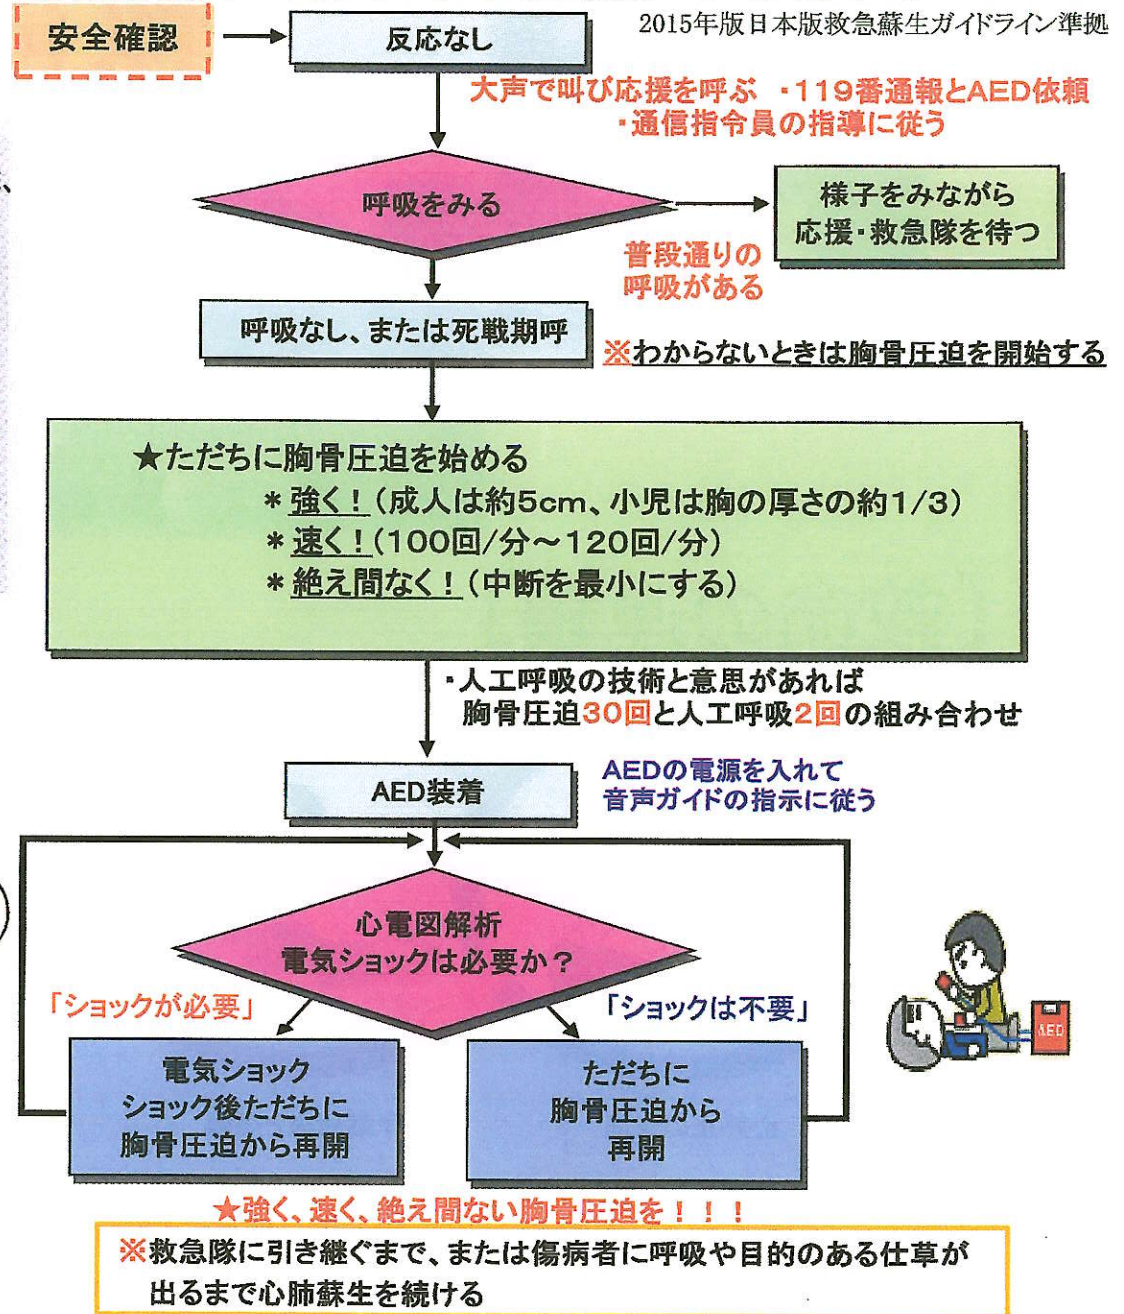 安全確認
反応なし
2015年版日本版救急蘇生ガイドライン準拠
大声で叫び応援を呼ぶ ・119番通報とAED依頼
・通信指令員の指導に従う
呼吸をみる
様子をみながら
応援・救急隊を待つ
普段通りの
呼吸がある
呼吸なし、または死戦期呼
※わからないときは胸骨圧迫を開始する
★ただちに胸骨圧迫を始める
＊強く！（成人は約5cm、小児は胸の厚さの約1/3）
＊速く！（100回/分～120回/分）
＊絶え間なく！（中断を最小にする）
・人工呼吸の技術と意思があれば
胸骨圧迫30回と人工呼吸2回の組み合わせ
AED装着
AEDの電源を入れて
音声ガイドの指示に従う
心電図解析
電気ショックは必要か？
「ショックが必要」
「ショックは不要」
電気ショック
ショック後ただちに
胸骨圧迫から再開
ただちに
胸骨圧迫から
再開
AED
★強く、速く、絶え間ない胸骨圧迫を！！！
※救急隊に引き継ぐまで、または傷病者に呼吸や目的のある仕草が
出るまで心肺蘇生を続ける